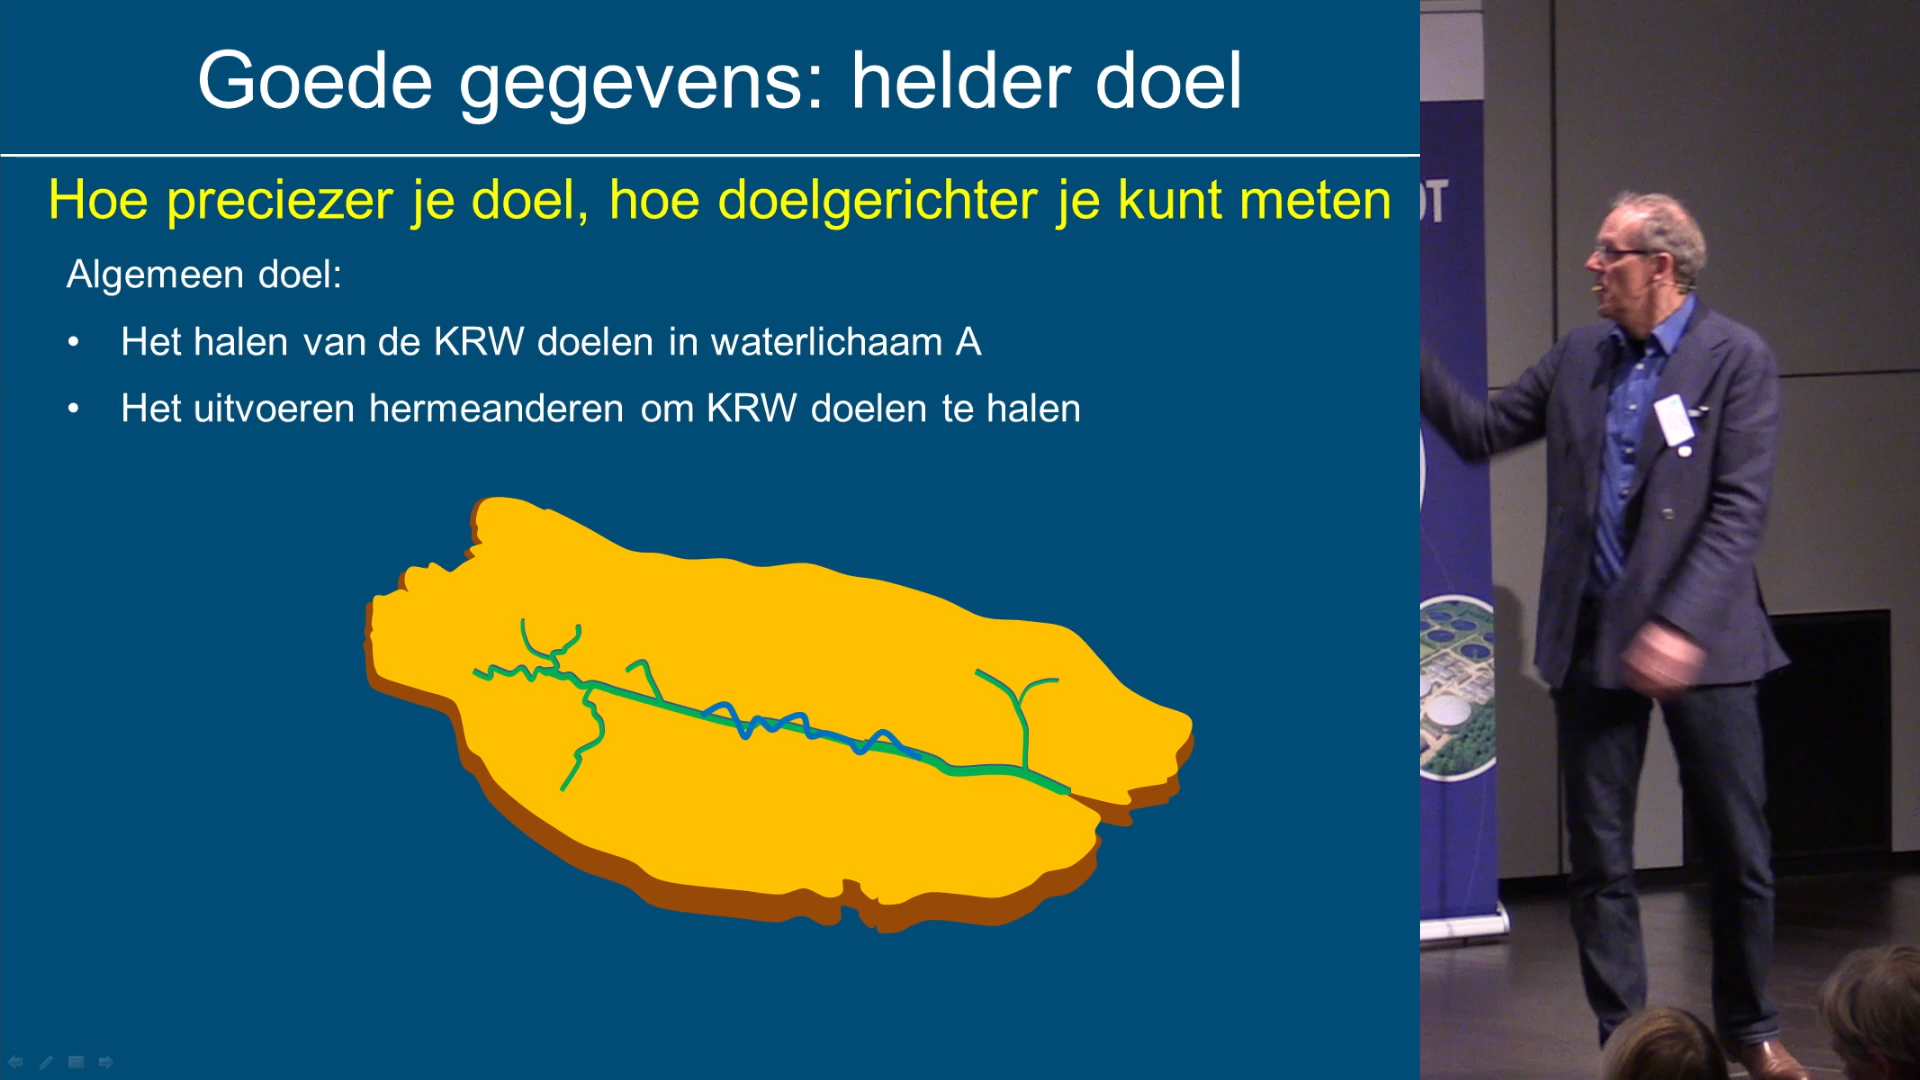 Goede gegevens: helder doel
Hoe preciezer je doel, hoe doelgerichter je kunt meten
Algemeen doel:
• Het halen van de KRW doelen in waterlichaam A
• Het uitvoeren hermeanderen om KRW doelen te halen